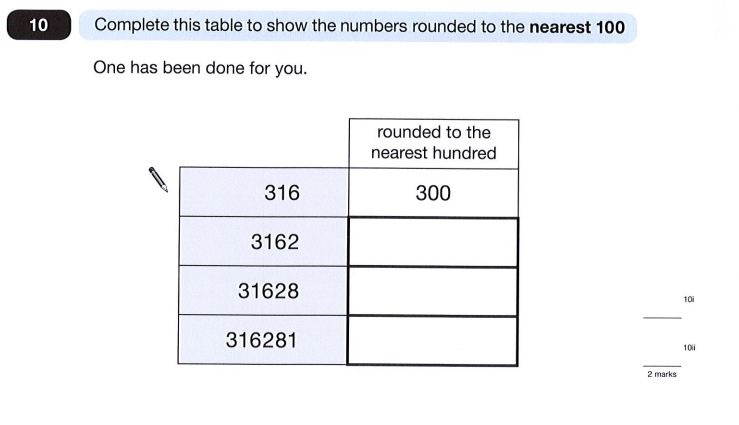 10 Complete this table to show the numbers rounded to the nearest 100
One has been done for you.
rounded to the
nearest hundred
316 300
3162
31628
316281
10i
10ii
2 marks